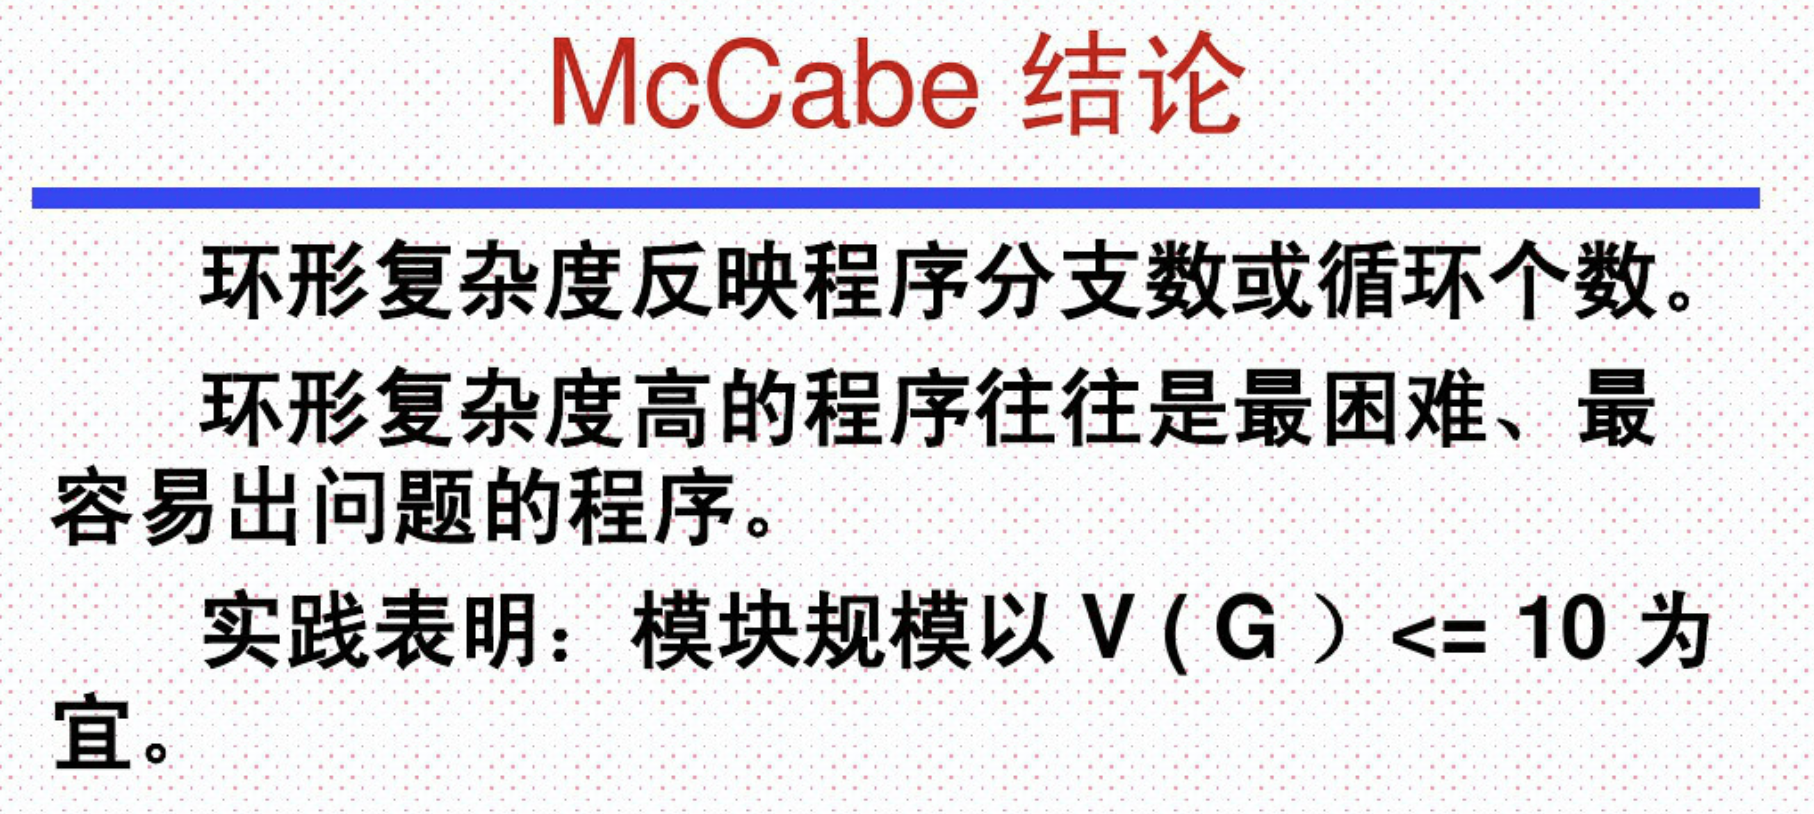 McCabe 结论
环形复杂度反映程序分支数或循环个数。
环形复杂度高的程序往往是最困难、最
容易出问题的程序。
实践表明：模块规模以 V ( G ） <= 10 为
宜。